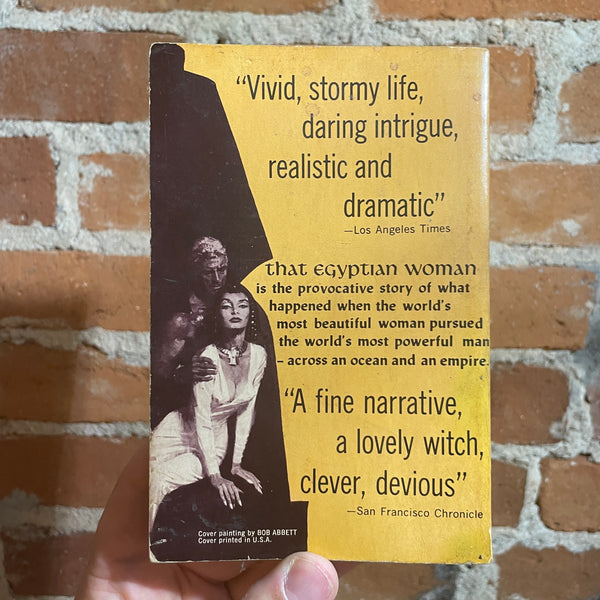 “Vivid, stormy life,
daring intrigue,
realistic and
dramatic”
—Los Angeles Times
that Egyptian Woman
is the provocative story of what
happened when the world's
most beautiful woman pursued
the world's most powerful man
– across an ocean and an empire.
“A fine narrative,
a lovely witch,
clever, devious”
—San Francisco Chronicle
Cover painting by BOB ABBETT
Cover printed in U.S.A.